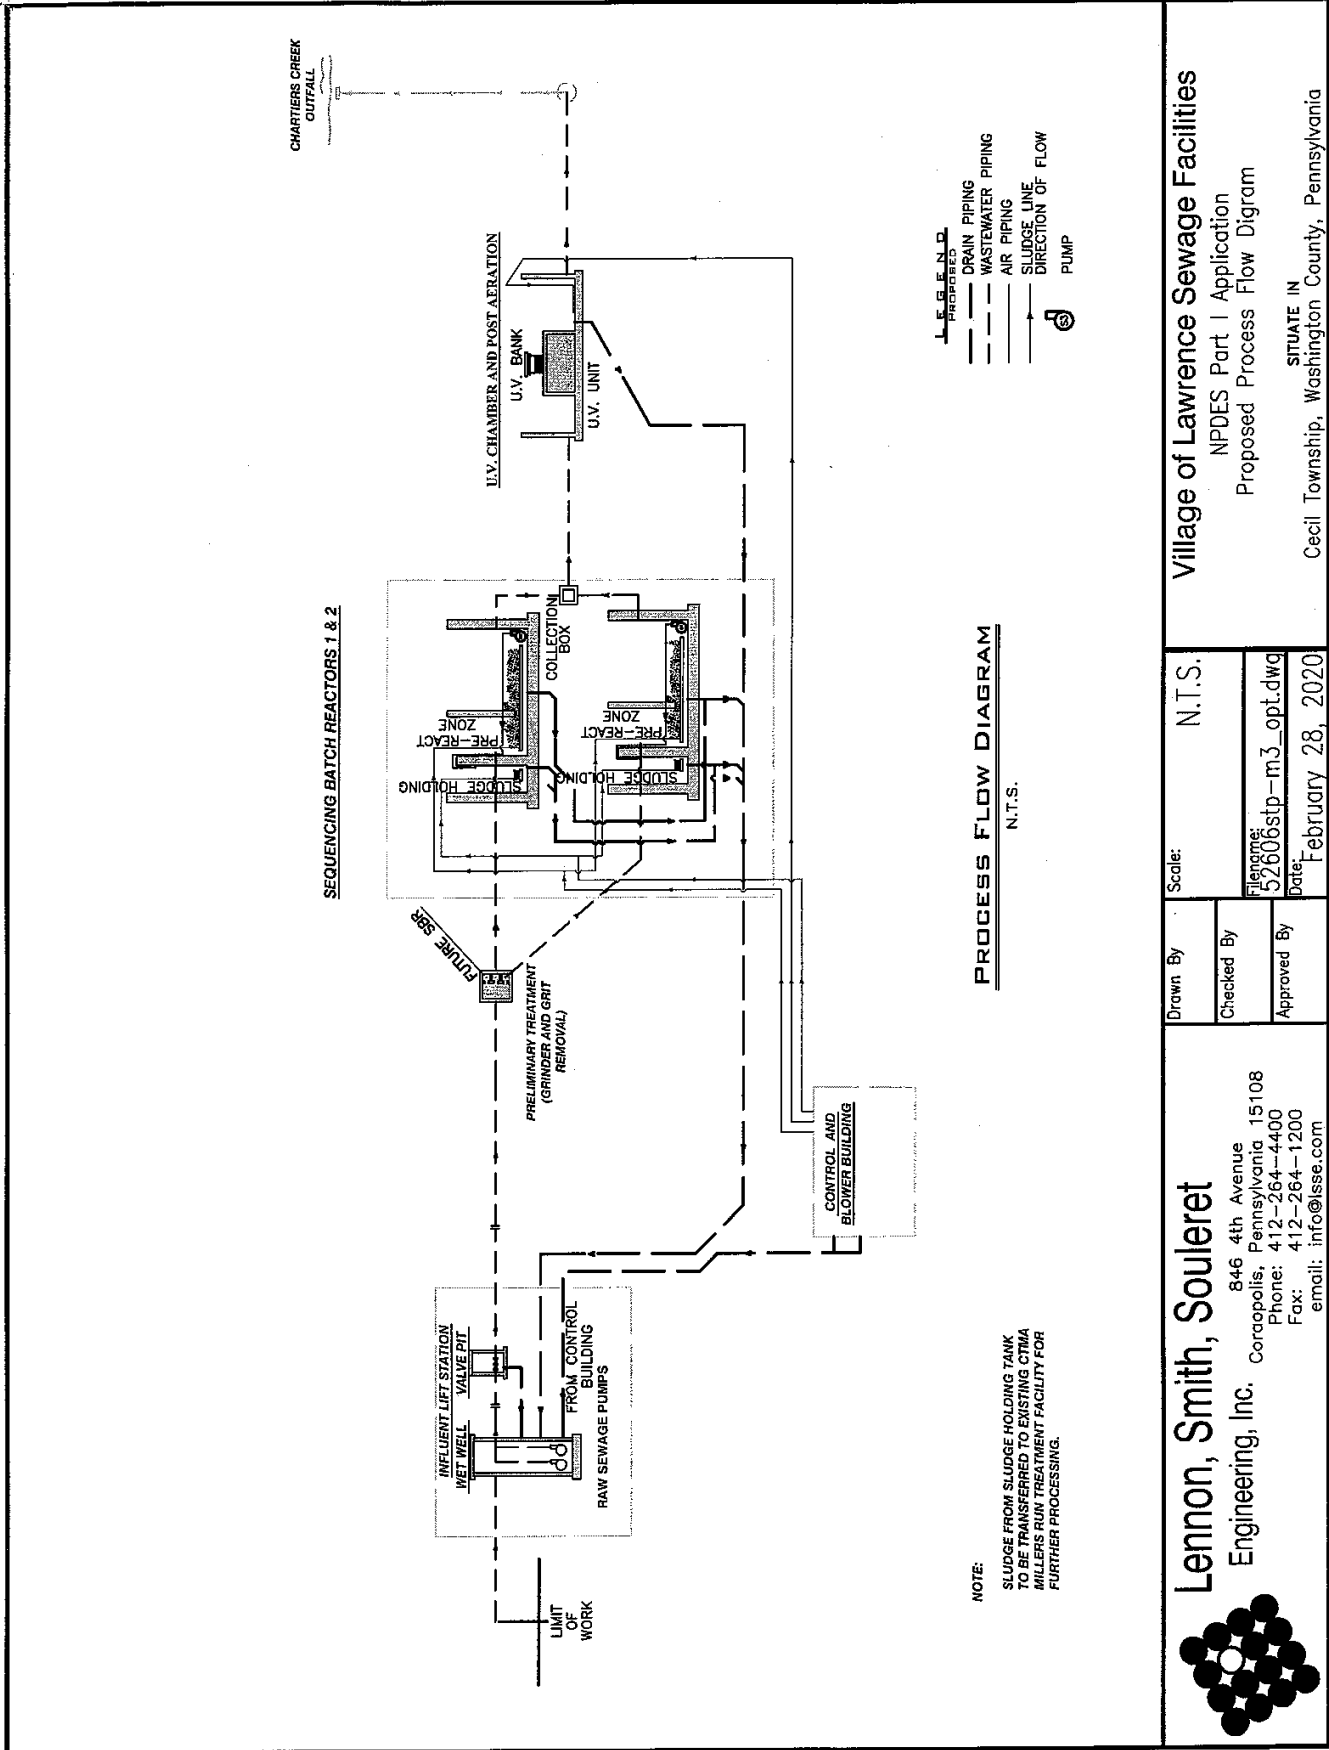 CHARTIERS CREEK
OUTFALL
U.V. CHAMBER AND POST AERATION
U.V. BANK
U.V. UNIT
SEQUENCING BATCH REACTORS 1 & 2
COLLECTION
BOX
PRE-REACT
ZONE
SLUDGE HOLDING
PRE-REACT
ZONE
SLUDGE HOLDING
FUTURE SBR
PRELIMINARY TREATMENT
(GRINDER AND GRIT
REMOVAL)
CONTROL AND
BLOWER BUILDING
INFLUENT LIFT STATION
WET WELL
VALVE PIT
FROM CONTROL
BUILDING
RAW SEWAGE PUMPS
LIMIT
OF
WORK
LEGEND
PROPOSED
DRAIN PIPING
WASTEWATER PIPING
AIR PIPING
SLUDGE LINE
DIRECTION OF FLOW
PUMP
PROCESS FLOW DIAGRAM
N.T.S.
NOTE:
SLUDGE FROM SLUDGE HOLDING TANK
TO BE TRANSFERRED TO EXISTING CTMA
MILLERS RUN TREATMENT FACILITY FOR
FURTHER PROCESSING.
Lennon, Smith, Souleret
Engineering, Inc.
846 4th Avenue
Coraopolis, Pennsylvania 15108
Phone: 412-264-4400
Fax: 412-264-1200
email: info@lsse.com
Drawn By
Checked By
Approved By
Scale:
N.T.S.
Filename:
52606stp-m3_opt.dwg
Date:
February 28, 2020
Village of Lawrence Sewage Facilities
NPDES Part I Application
Proposed Process Flow Digram
SITUATE IN
Cecil Township, Washington County, Pennsylvania